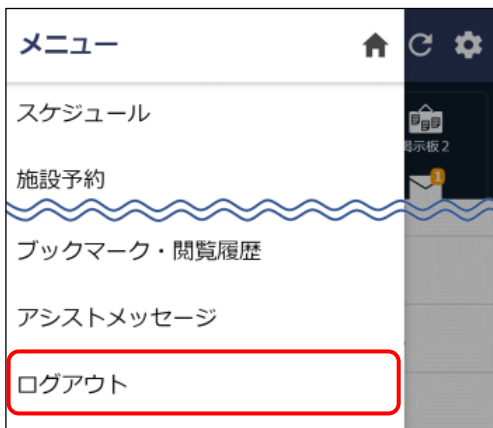 メニュー
スケジュール
掲示板2
施設予約
1
ブックマーク・閲覧履歴
アシストメッセージ
ログアウト